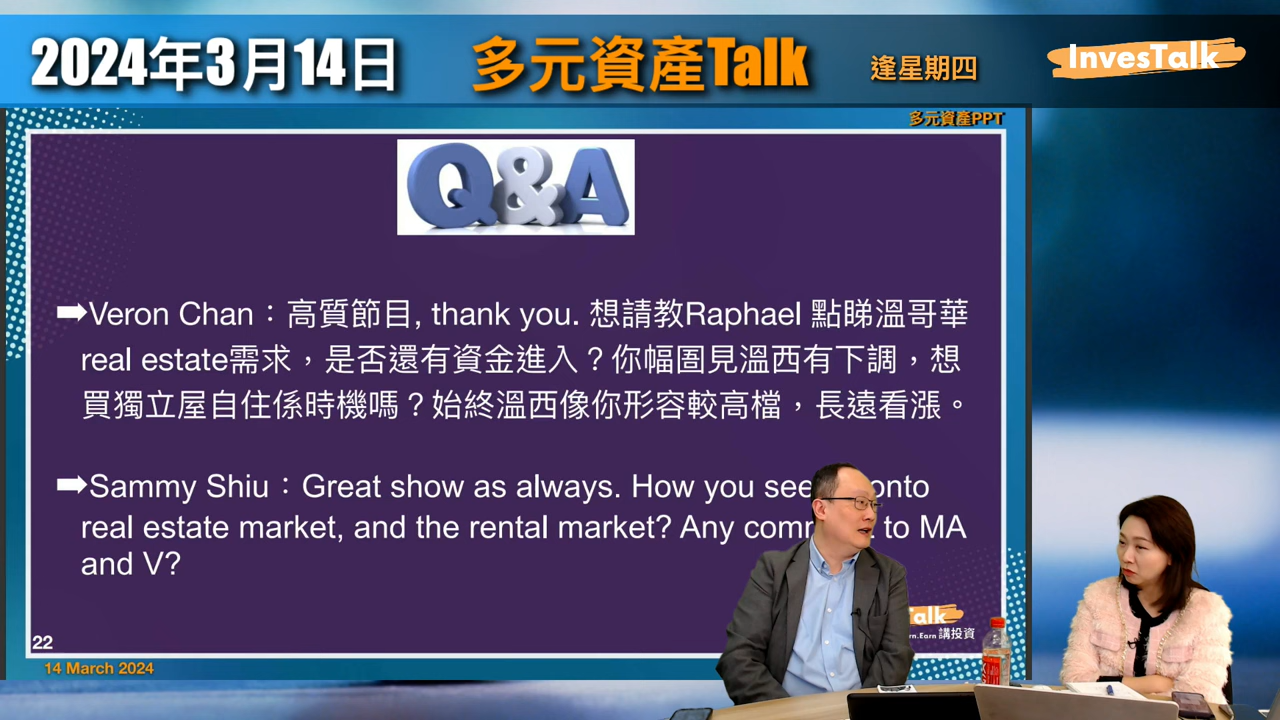 2024年3月14日
多元資產Talk
逢星期四
InvesTalk
多元資產PPT
Q&A
➡Veron Chan：高質節目, thank you. 想請教Raphael 點睇溫哥華
real estate需求，是否還有資金進入？你幅圖見溫西有下調，想
買獨立屋自住係時機嗎？始終溫西像你形容較高檔，長遠看漲。
➡Sammy Shiu：Great show as always. How you see onto
real estate market, and the rental market? Any com to MA
and V?
Talk
Earn 講投資
22
14 March 2024